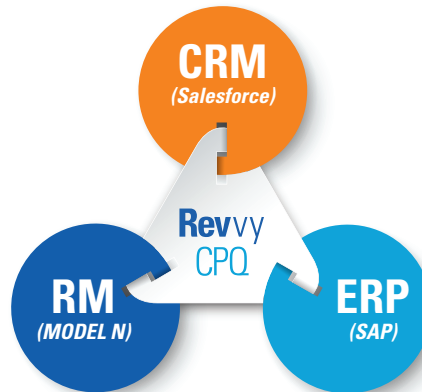 CRM
(Salesforce)
Revvy
CPQ
RM
(MODEL N)
ERP
(SAP)